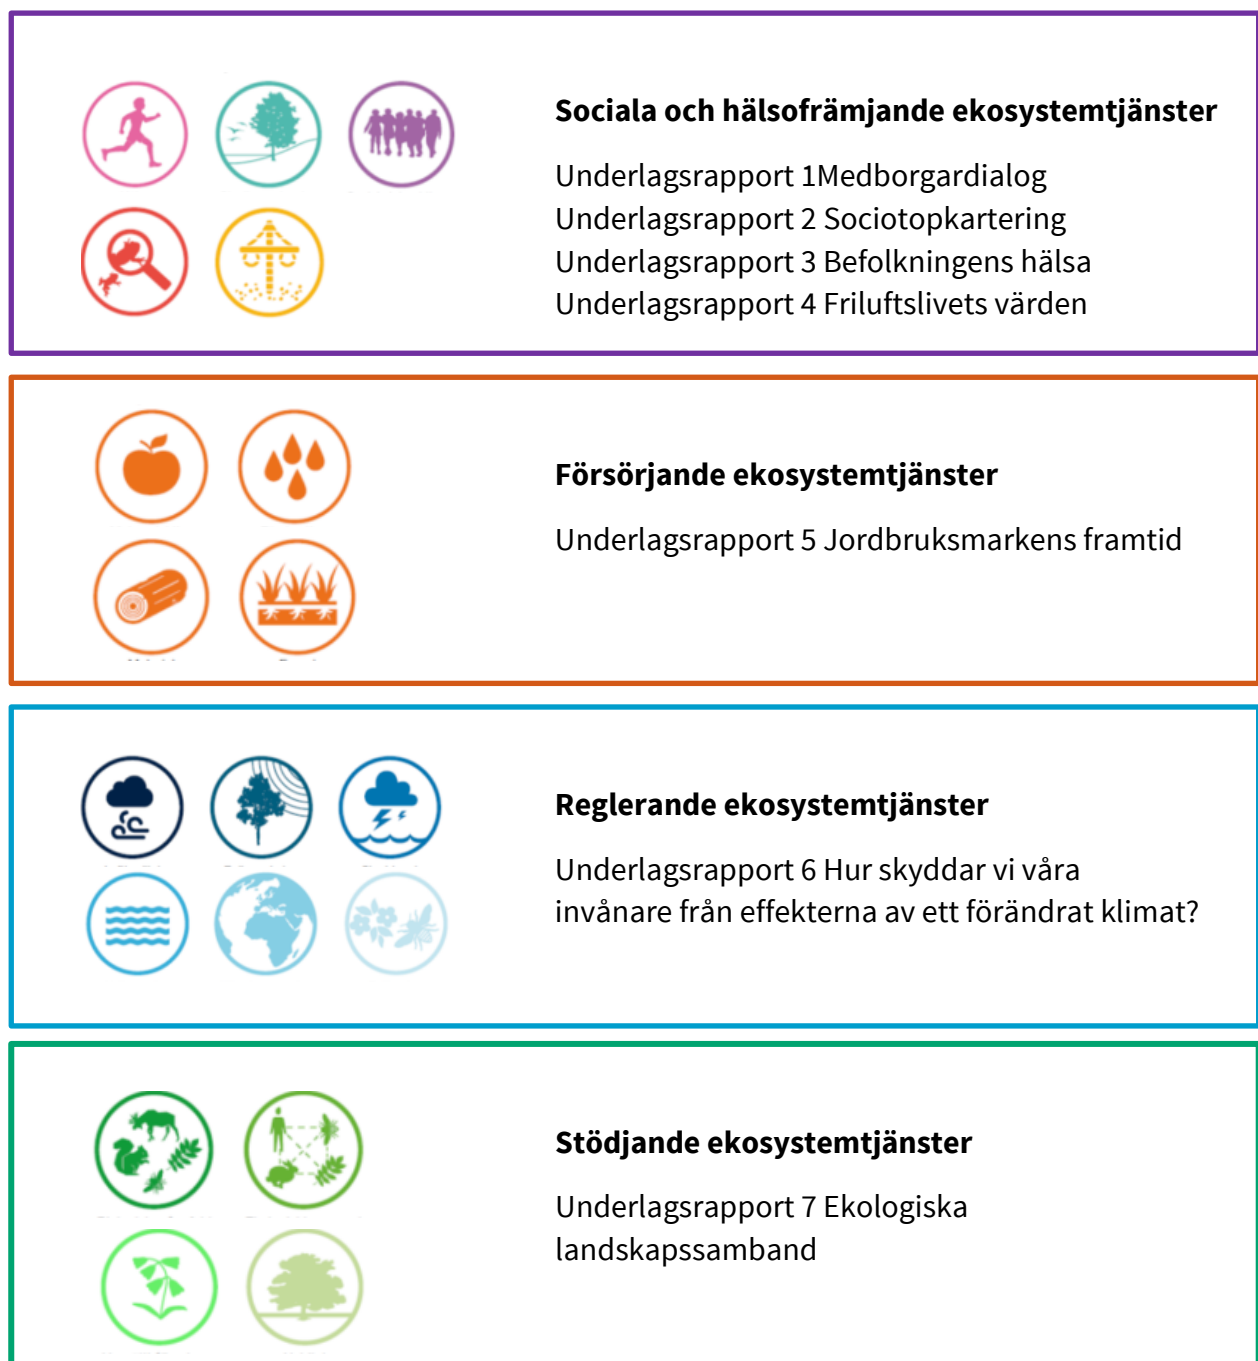 Sociala och hälsofrämjande ekosystemtjänster
Underlagsrapport 1Medborgardialog
Underlagsrapport 2 Sociotopkartering
Underlagsrapport 3 Befolkningens hälsa
Underlagsrapport 4 Friluftslivets värden
Försörjande ekosystemtjänster
Underlagsrapport 5 Jordbruksmarkens framtid
Reglerande ekosystemtjänster
Underlagsrapport 6 Hur skyddar vi våra
invånare från effekterna av ett förändrat klimat?
Stödjande ekosystemtjänster
Underlagsrapport 7 Ekologiska
landskapssamband